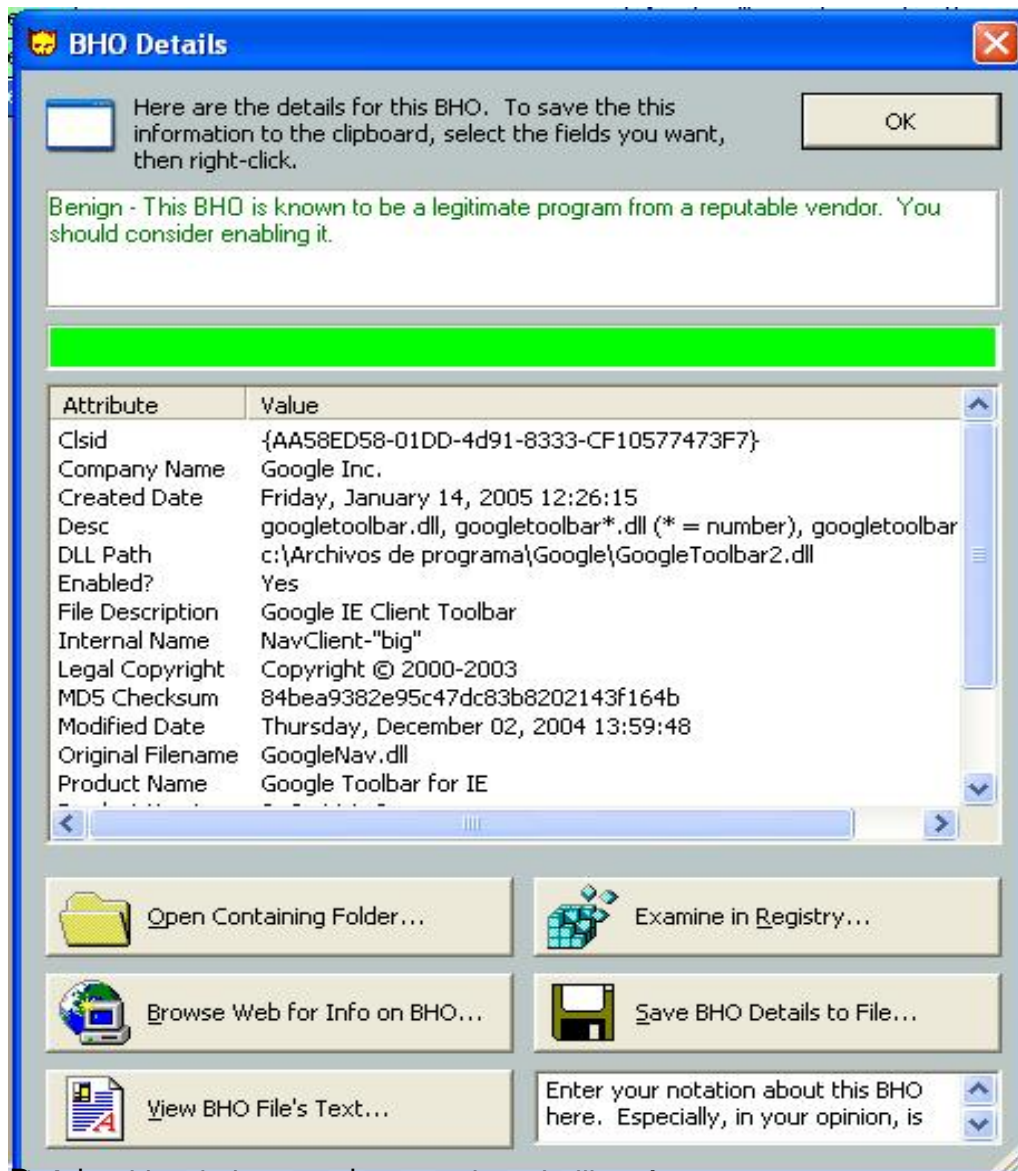 BHO Details
Here are the details for this BHO. To save the this
information to the clipboard, select the fields you want,
then right-click.
OK
Benign - This BHO is known to be a legitimate program from a reputable vendor. You
should consider enabling it.
Attribute Value
Clsid {AA58ED58-01DD-4d91-8333-CF10577473F7}
Company Name Google Inc.
Created Date Friday, January 14, 2005 12:26:15
Desc googletoolbar.dll, googletoolbar*.dll (* = number), googletoolbar
DLL Path c:\Archivos de programa\Google\GoogleToolbar2.dll
Enabled? Yes
File Description Google IE Client Toolbar
Internal Name NavClient-"big"
Legal Copyright Copyright © 2000-2003
MD5 Checksum 84bea9382e95c47dc83b8202143f164b
Modified Date Thursday, December 02, 2004 13:59:48
Original Filename GoogleNav.dll
Product Name Google Toolbar for IE
Open Containing Folder...
Examine in Registry...
Browse Web for Info on BHO...
Save BHO Details to File...
View BHO File's Text...
Enter your notation about this BHO
here. Especially, in your opinion, is